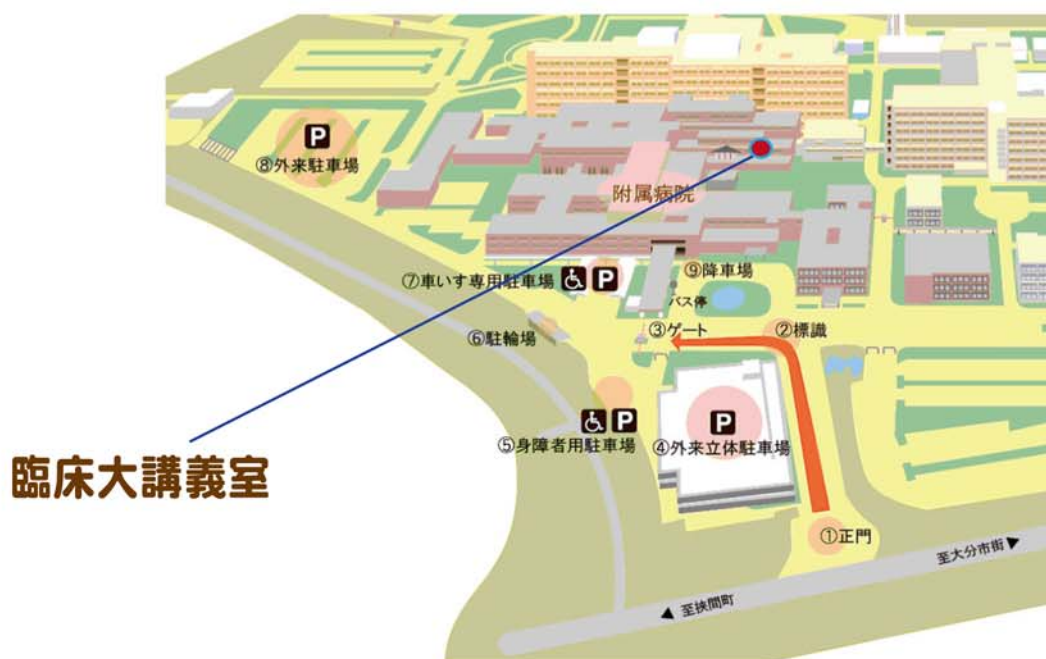 P
⑧外来駐車場
附属病院
⑦車いす専用駐車場 P
⑨降車場
バス停
⑥駐輪場
③ゲート
②標識
P
P
⑤身障者用駐車場
④外来立体駐車場
臨床大講義室
①正門
至大分市街▶
◀至挾間町